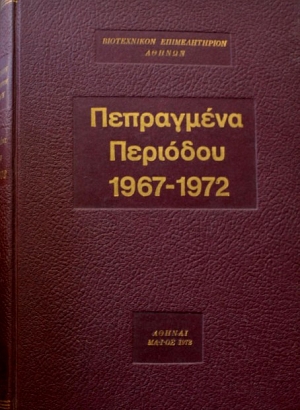 ΒΙΟΤΕΧΝΙΚΟΝ ΕΠΙΜΕΛΗΤΗΡΙΟΝ
ΑΘΗΝΩΝ
Πεπραγμένα
Περιόδου
1967-1972
ΑΘΗΝΑΙ